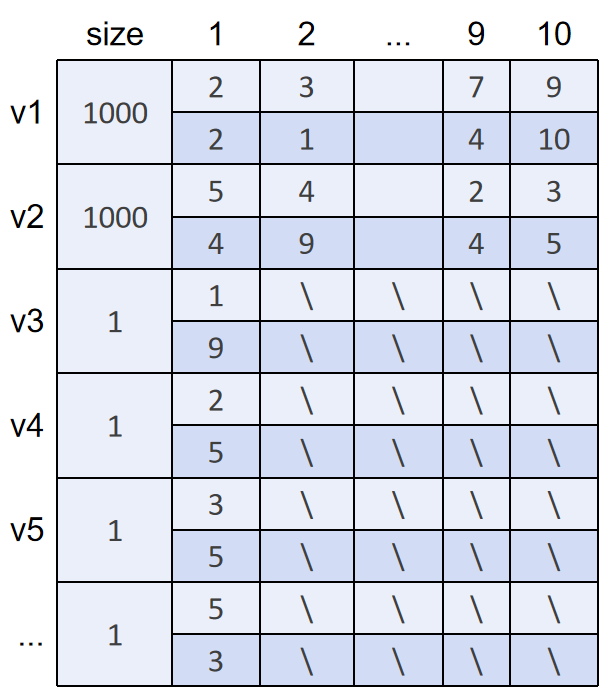 size 1 2 ... 9 10
v1 1000 2 3 7 9
2 1 4 10
v2 1000 5 4 2 3
4 9 4 5
v3 1 1 \ \ \ \
9 \ \ \ \
v4 1 2 \ \ \ \
5 \ \ \ \
v5 1 3 \ \ \ \
5 \ \ \ \
... 1 5 \ \ \ \
3 \ \ \ \